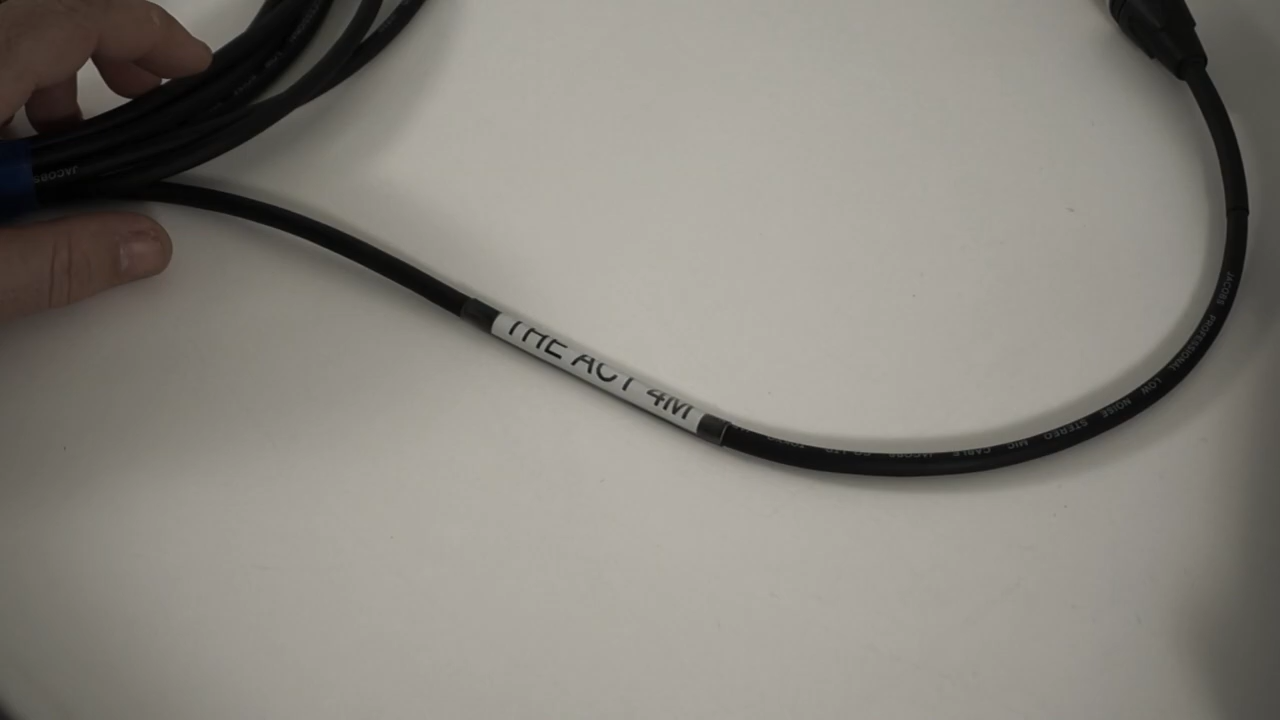 THE ACT 4M
JACOBS PROFESSIONAL LOW NOISE STEREO MIC CABLE JACOBS
JACOBS